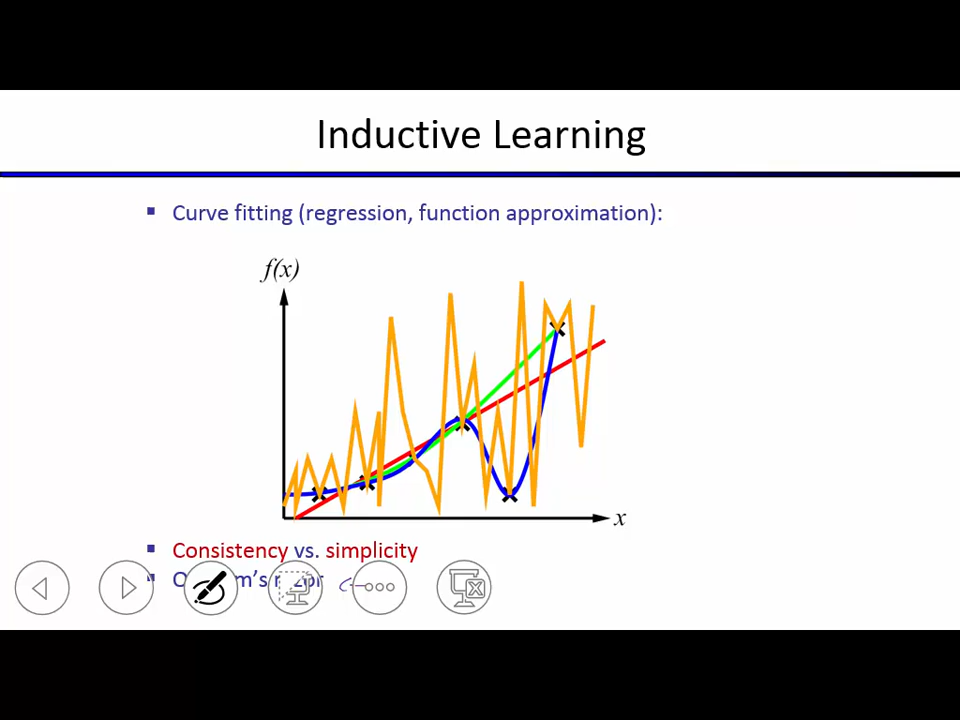 Inductive Learning
Curve fitting (regression, function approximation):
f(x)
x
Consistency vs. simplicity